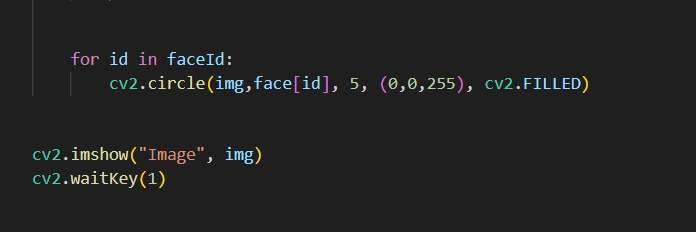 for id in faceId:
cv2.circle(img,face[id], 5, (0,0,255), cv2.FILLED)
cv2.imshow("Image", img)
cv2.waitKey(1)